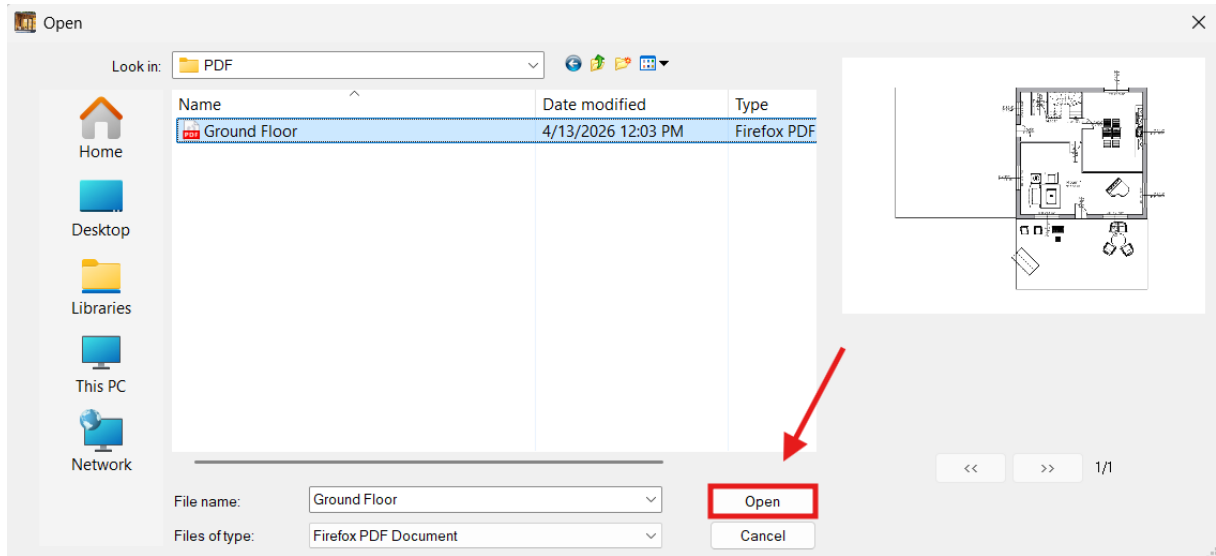 Open
Look in: PDF
Name Date modified Type
PDF Ground Floor 4/13/2026 12:03 PM Firefox PDF
Home
Desktop
Libraries
This PC
Network
<< >> 1/1
File name: Ground Floor Open
Files of type: Firefox PDF Document Cancel